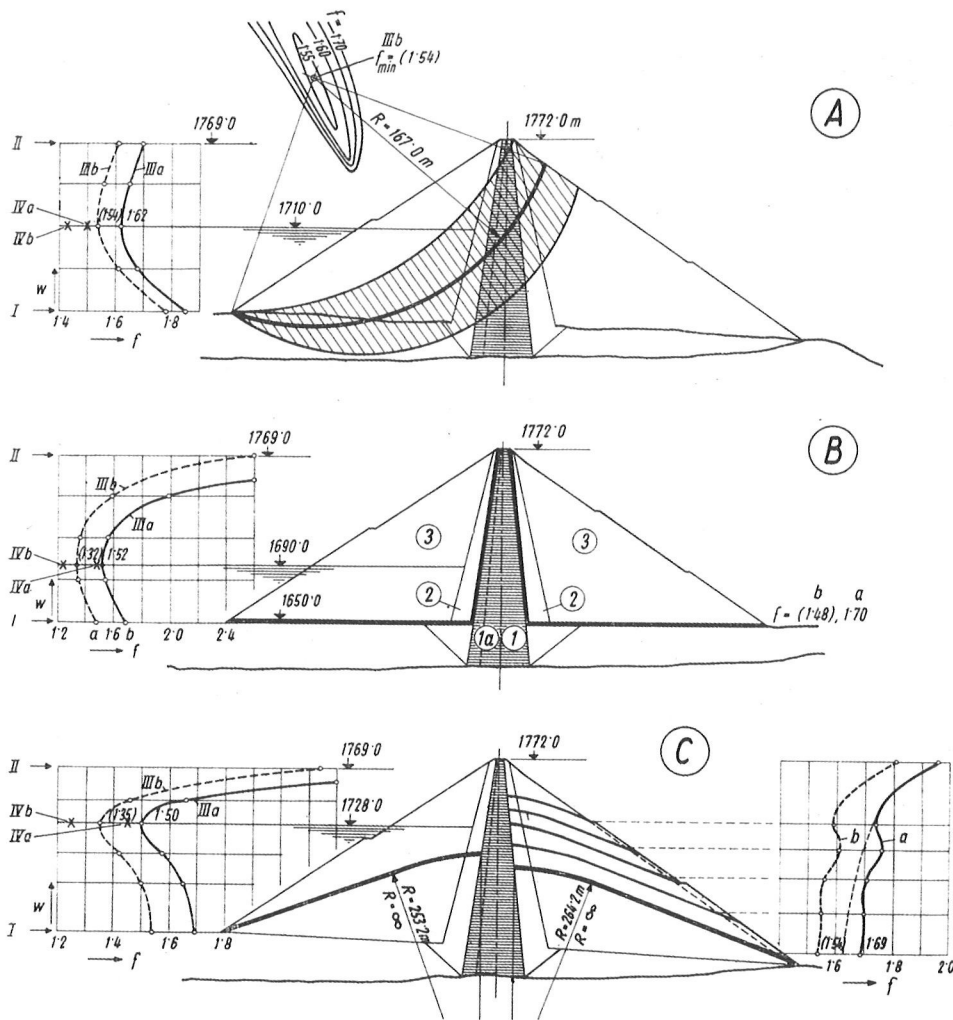 f = 1·70
1·60
1·55
IIIb
f = (1·54)
min
A
R = 167·0 m
1769·0
1772·0 m
II
IIIb
IIIa
IVa
IVb
(1·54) 1·62
1710·0
w
I
1·4 1·6 1·8
f
B
1769·0
1772·0
II
IIIb
IIIa
3
3
IVb
IVa
(1·32) 1·52
1690·0
1650·0
2
2
w
I
b a
f = (1·48), 1·70
1·2 a 1·6 b 2·0 2·4
f
1a 1
C
1769·0
1772·0
II
IIIb
IIIa
IVb
IVa
(1·35) 1·50
1728·0
b a
R = 253·2 m
R = ∞
R = 264·2 m
R = ∞
w
I
(1·54) 1·69
1·2 1·4 1·6 1·8
f
1·6 1·8 2·0
f